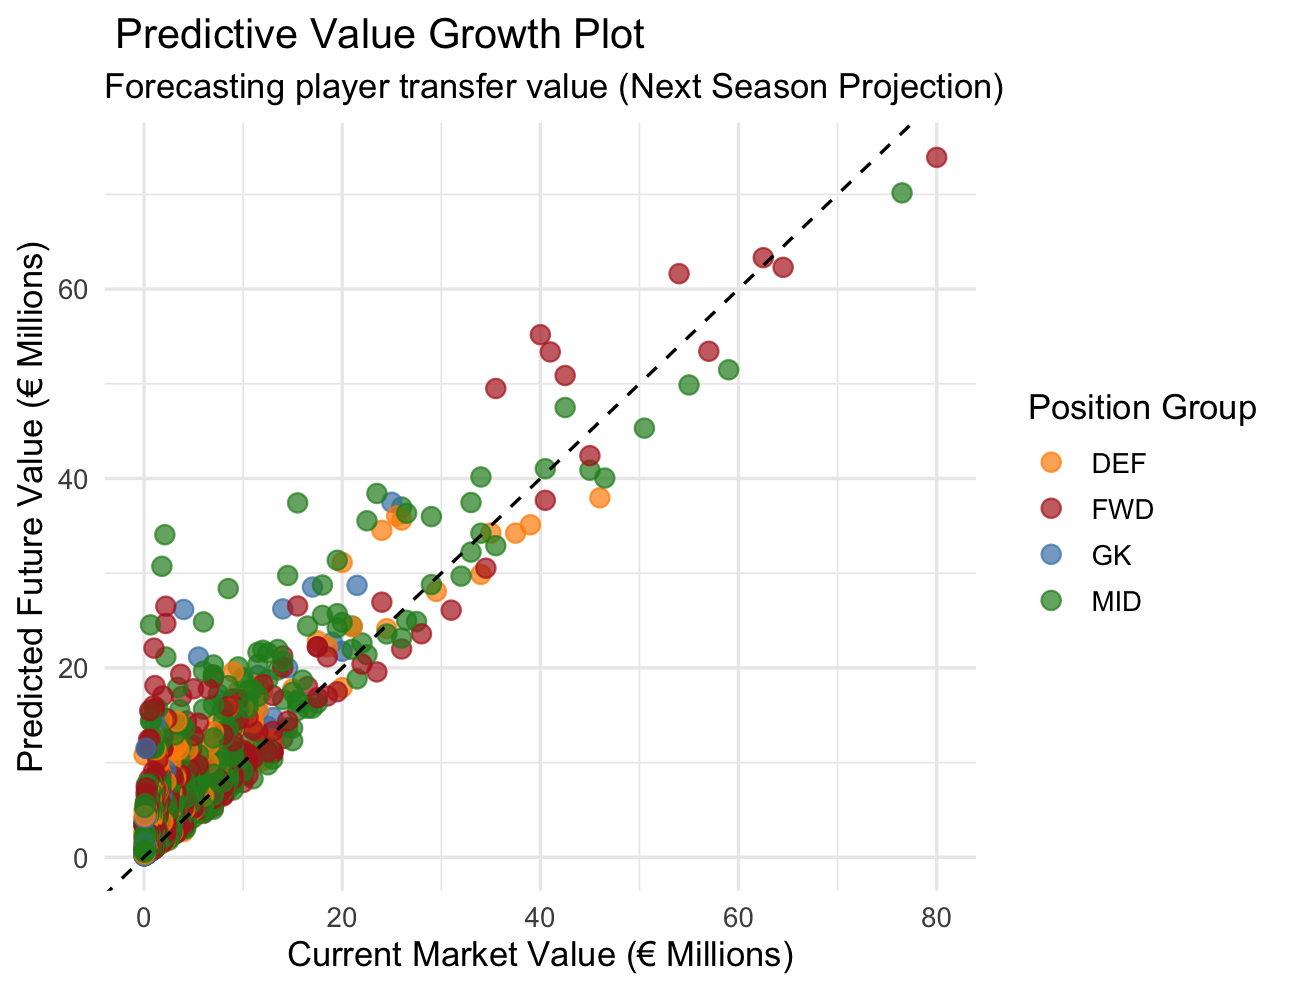 Predictive Value Growth Plot
Forecasting player transfer value (Next Season Projection)
Predicted Future Value (€ Millions)
60
40
20
0
0 20 40 60 80
Current Market Value (€ Millions)
Position Group
DEF
FWD
GK
MID